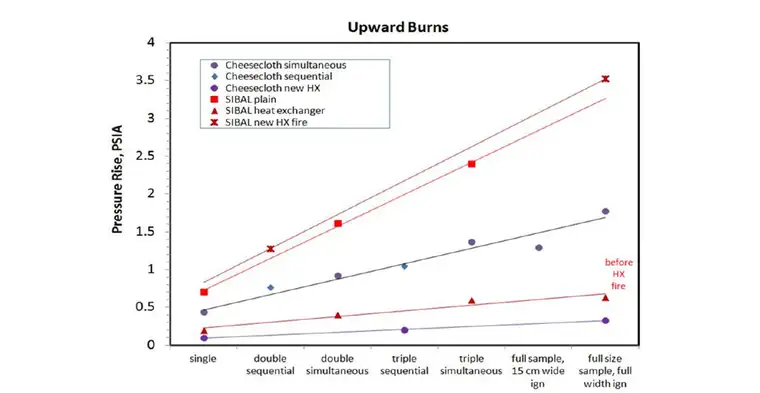 Upward Burns
4
3.5
3
2.5
2
1.5
1
0.5
0
Pressure Rise, PSIA
Cheesecloth simultaneous
Cheesecloth sequential
Cheesecloth new HX
SIBAL plain
SIBAL heat exchanger
SIBAL new HX fire
before
HX
fire
single
double
sequential
double
simultaneous
triple
sequential
triple
simultaneous
full sample,
15 cm wide
ign
full size
sample, full
width ign